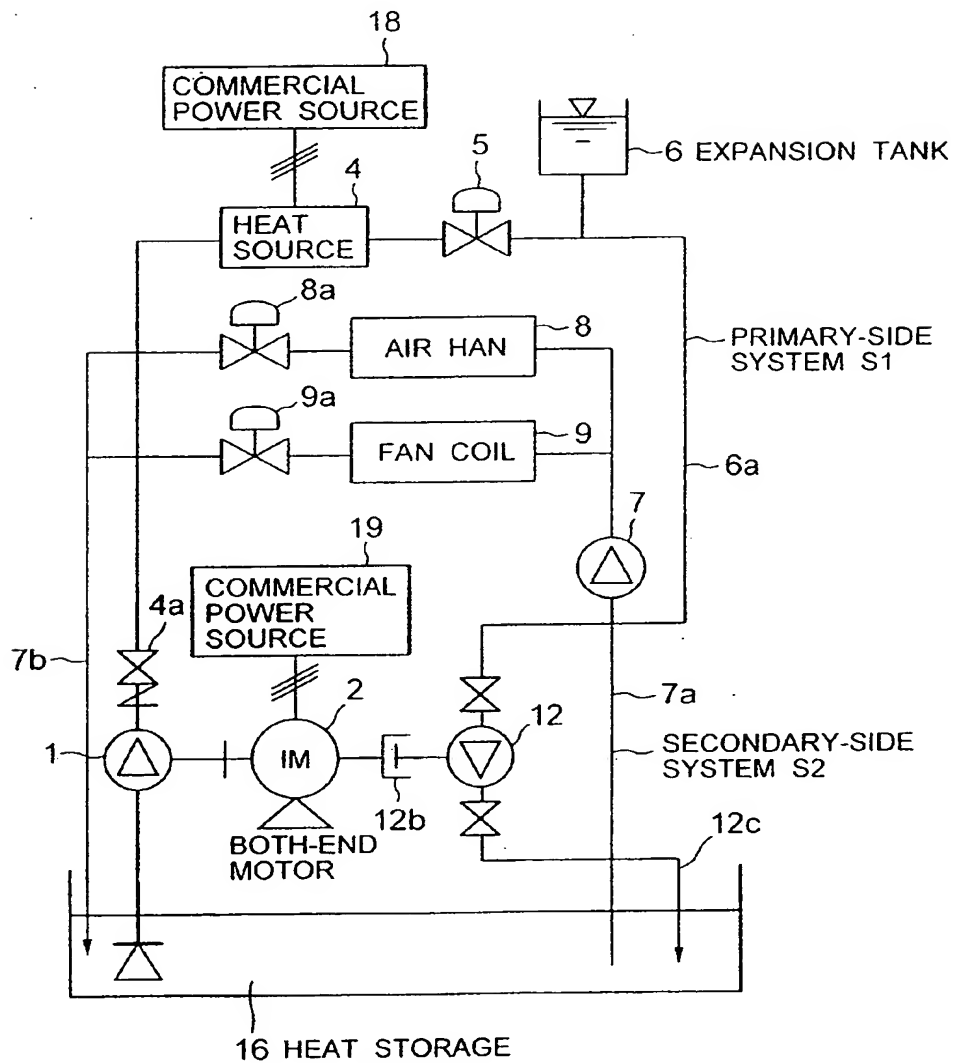 18
COMMERCIAL
POWER SOURCE
5
6 EXPANSION TANK
4
HEAT
SOURCE
8a
8
AIR HAN
PRIMARY-SIDE
SYSTEM S1
9a
9
FAN COIL
6a
7
19
COMMERCIAL
POWER
SOURCE
4a
7b
7a
2
12
1
IM
SECONDARY-SIDE
SYSTEM S2
12b
12c
BOTH-END
MOTOR
16 HEAT STORAGE